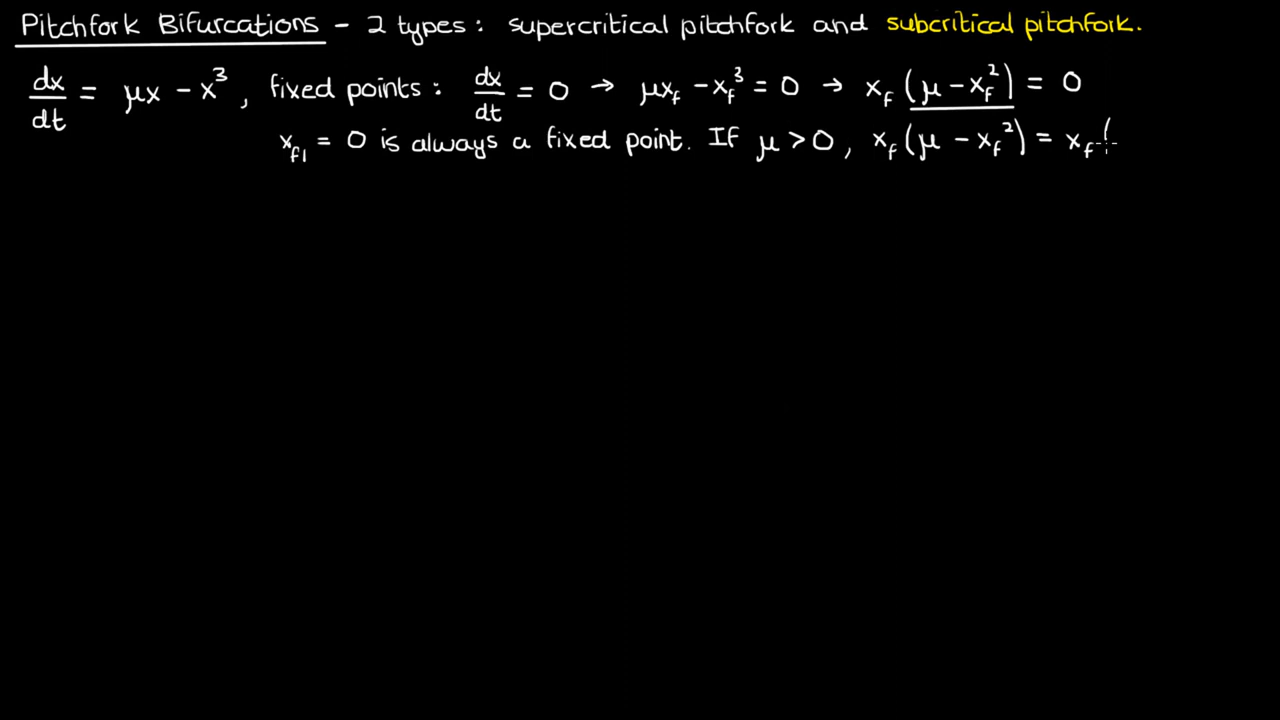 Pitchfork Bifurcations - 2 types: supercritical pitchfork and subcritical pitchfork.
dx/dt = μx - x³, fixed points: dx/dt = 0 → μx_f - x_f³ = 0 → x_f(μ - x_f²) = 0
x_f1 = 0 is always a fixed point. If μ > 0, x_f(μ - x_f²) = x_f(